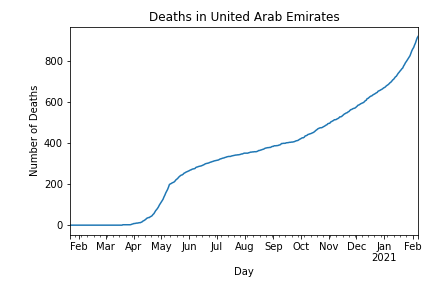 Deaths in United Arab Emirates
800
600
400
200
0
Number of Deaths
Feb Mar Apr May Jun Jul Aug Sep Oct Nov Dec Jan Feb
2021
Day